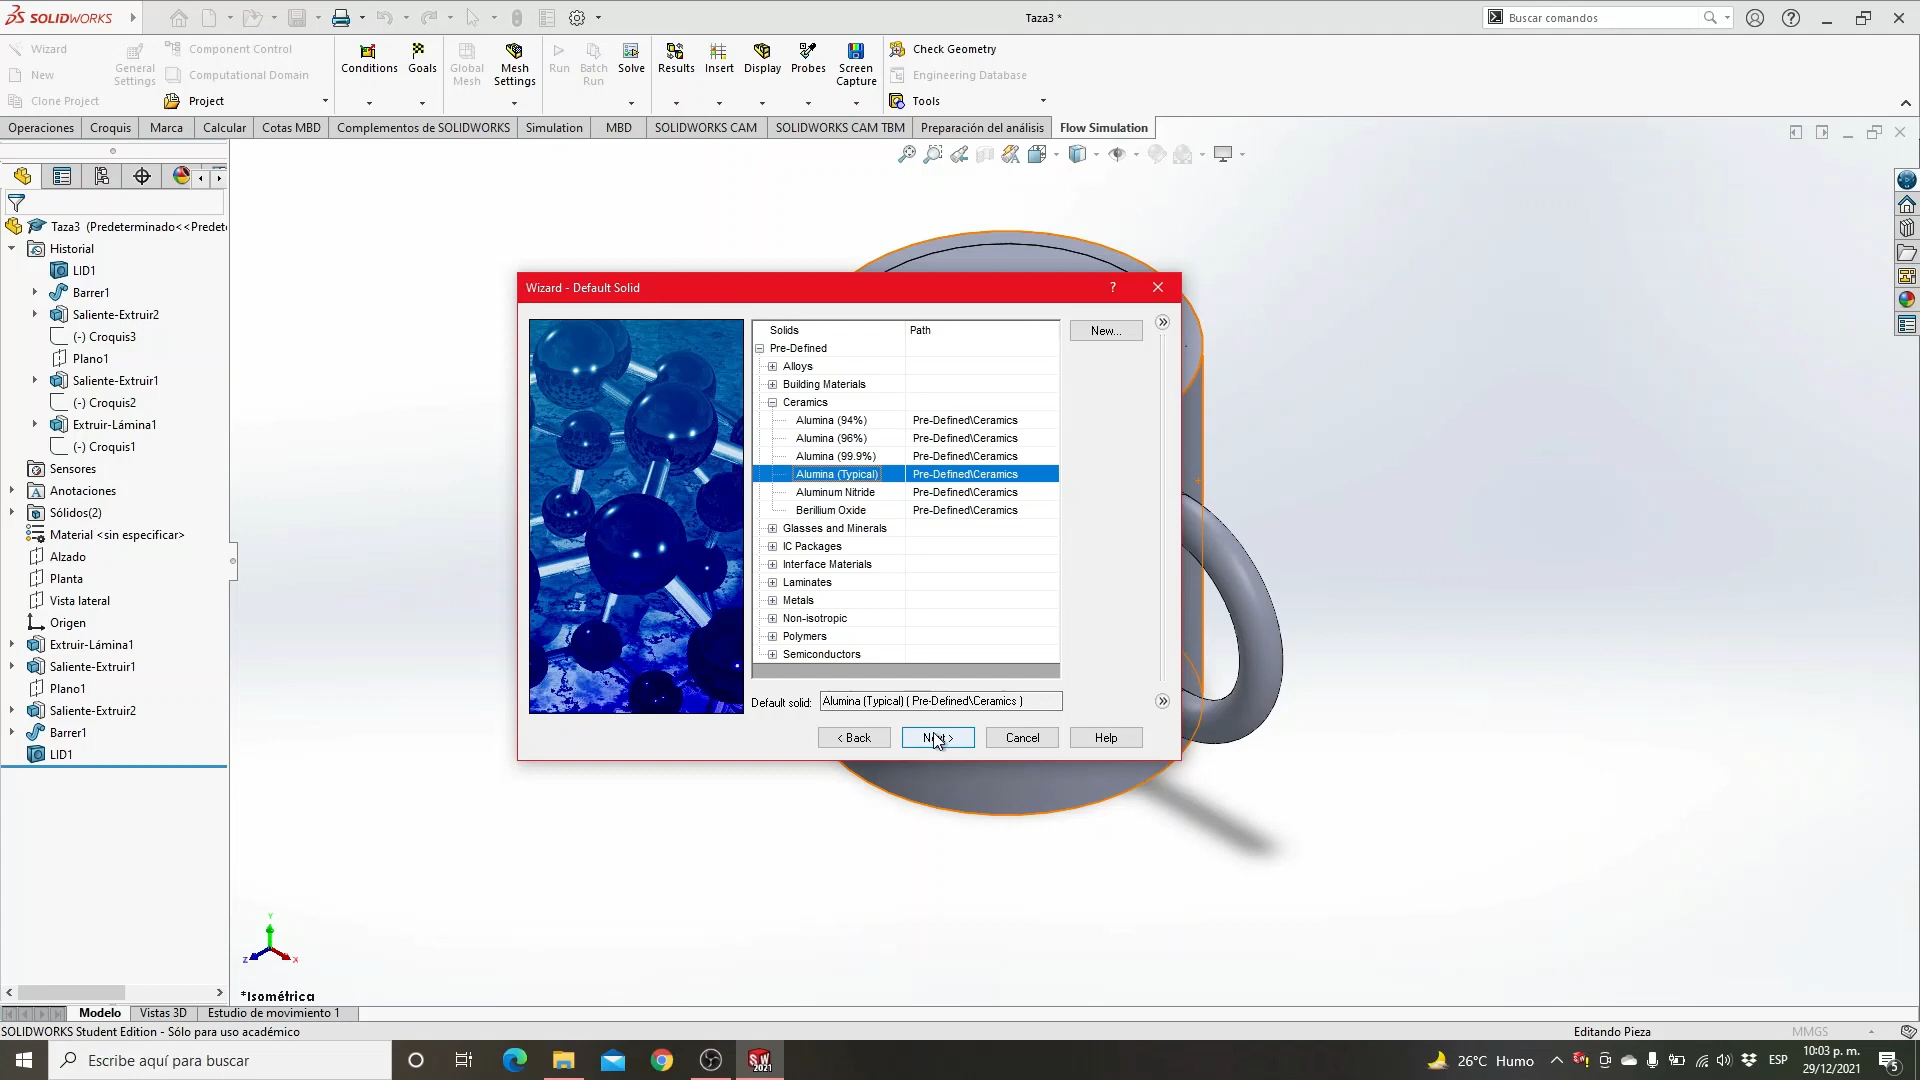 SOLIDWORKS
Taza3 *
Buscar comandos
Wizard
New
Clone Project
General Settings
Component Control
Computational Domain
Project
Conditions
Goals
Global Mesh
Mesh Settings
Run
Batch Run
Solve
Results
Insert
Display
Probes
Screen Capture
Check Geometry
Engineering Database
Tools
Operaciones
Croquis
Marca
Calcular
Cotas MBD
Complementos de SOLIDWORKS
Simulation
MBD
SOLIDWORKS CAM
SOLIDWORKS CAM TBM
Preparación del análisis
Flow Simulation
Taza3 (Predeterminado<<Predete
Historial
LID1
Barrer1
Saliente-Extruir2
(-) Croquis3
Plano1
Saliente-Extruir1
(-) Croquis2
Extruir-Lámina1
(-) Croquis1
Sensores
Anotaciones
Sólidos(2)
Material <sin especificar>
Alzado
Planta
Vista lateral
Origen
Extruir-Lámina1
Saliente-Extruir1
Plano1
Saliente-Extruir2
Barrer1
LID1
Wizard - Default Solid
?
Solids Path
Pre-Defined
Alloys
Building Materials
Ceramics
Alumina (94%) Pre-Defined\Ceramics
Alumina (96%) Pre-Defined\Ceramics
Alumina (99.9%) Pre-Defined\Ceramics
Alumina (Typical) Pre-Defined\Ceramics
Aluminum Nitride Pre-Defined\Ceramics
Berillium Oxide Pre-Defined\Ceramics
Glasses and Minerals
IC Packages
Interface Materials
Laminates
Metals
Non-isotropic
Polymers
Semiconductors
New...
Default solid: Alumina (Typical) ( Pre-Defined\Ceramics )
< Back
Next >
Cancel
Help
Y
Z
X
*Isométrica
Modelo
Vistas 3D
Estudio de movimiento 1
SOLIDWORKS Student Edition - Sólo para uso académico
Editando Pieza
MMGS
Escribe aquí para buscar
SW
2021
26°C Humo
ESP
10:03 p. m.
29/12/2021
5